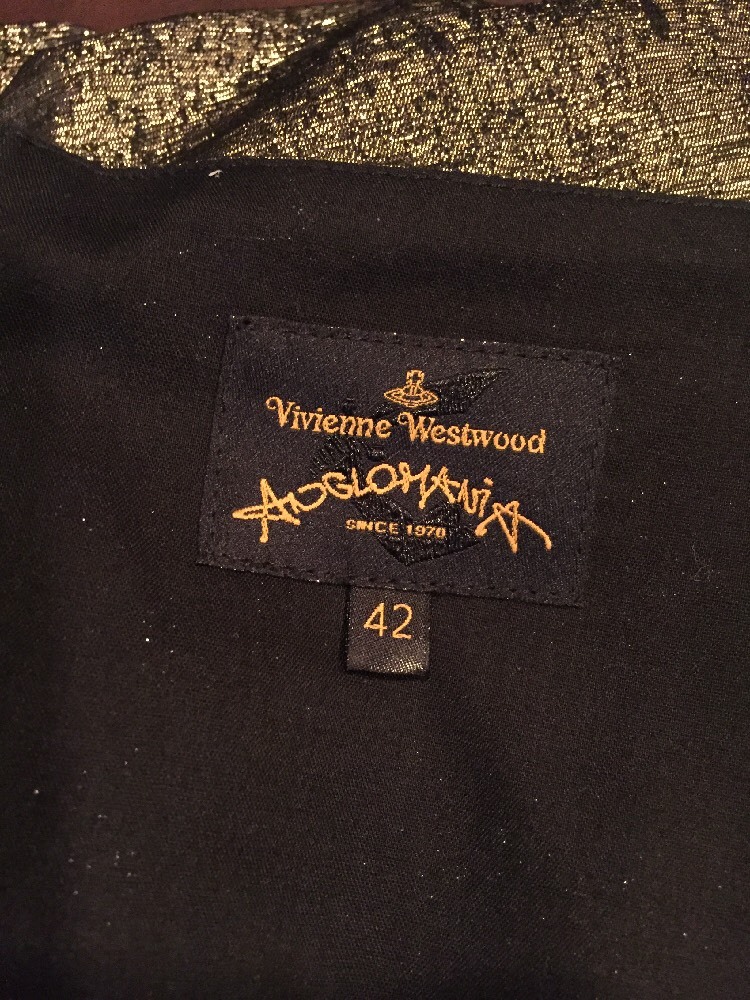 Vivienne Westwood
ANGLOMANiA
SINCE 1970
42